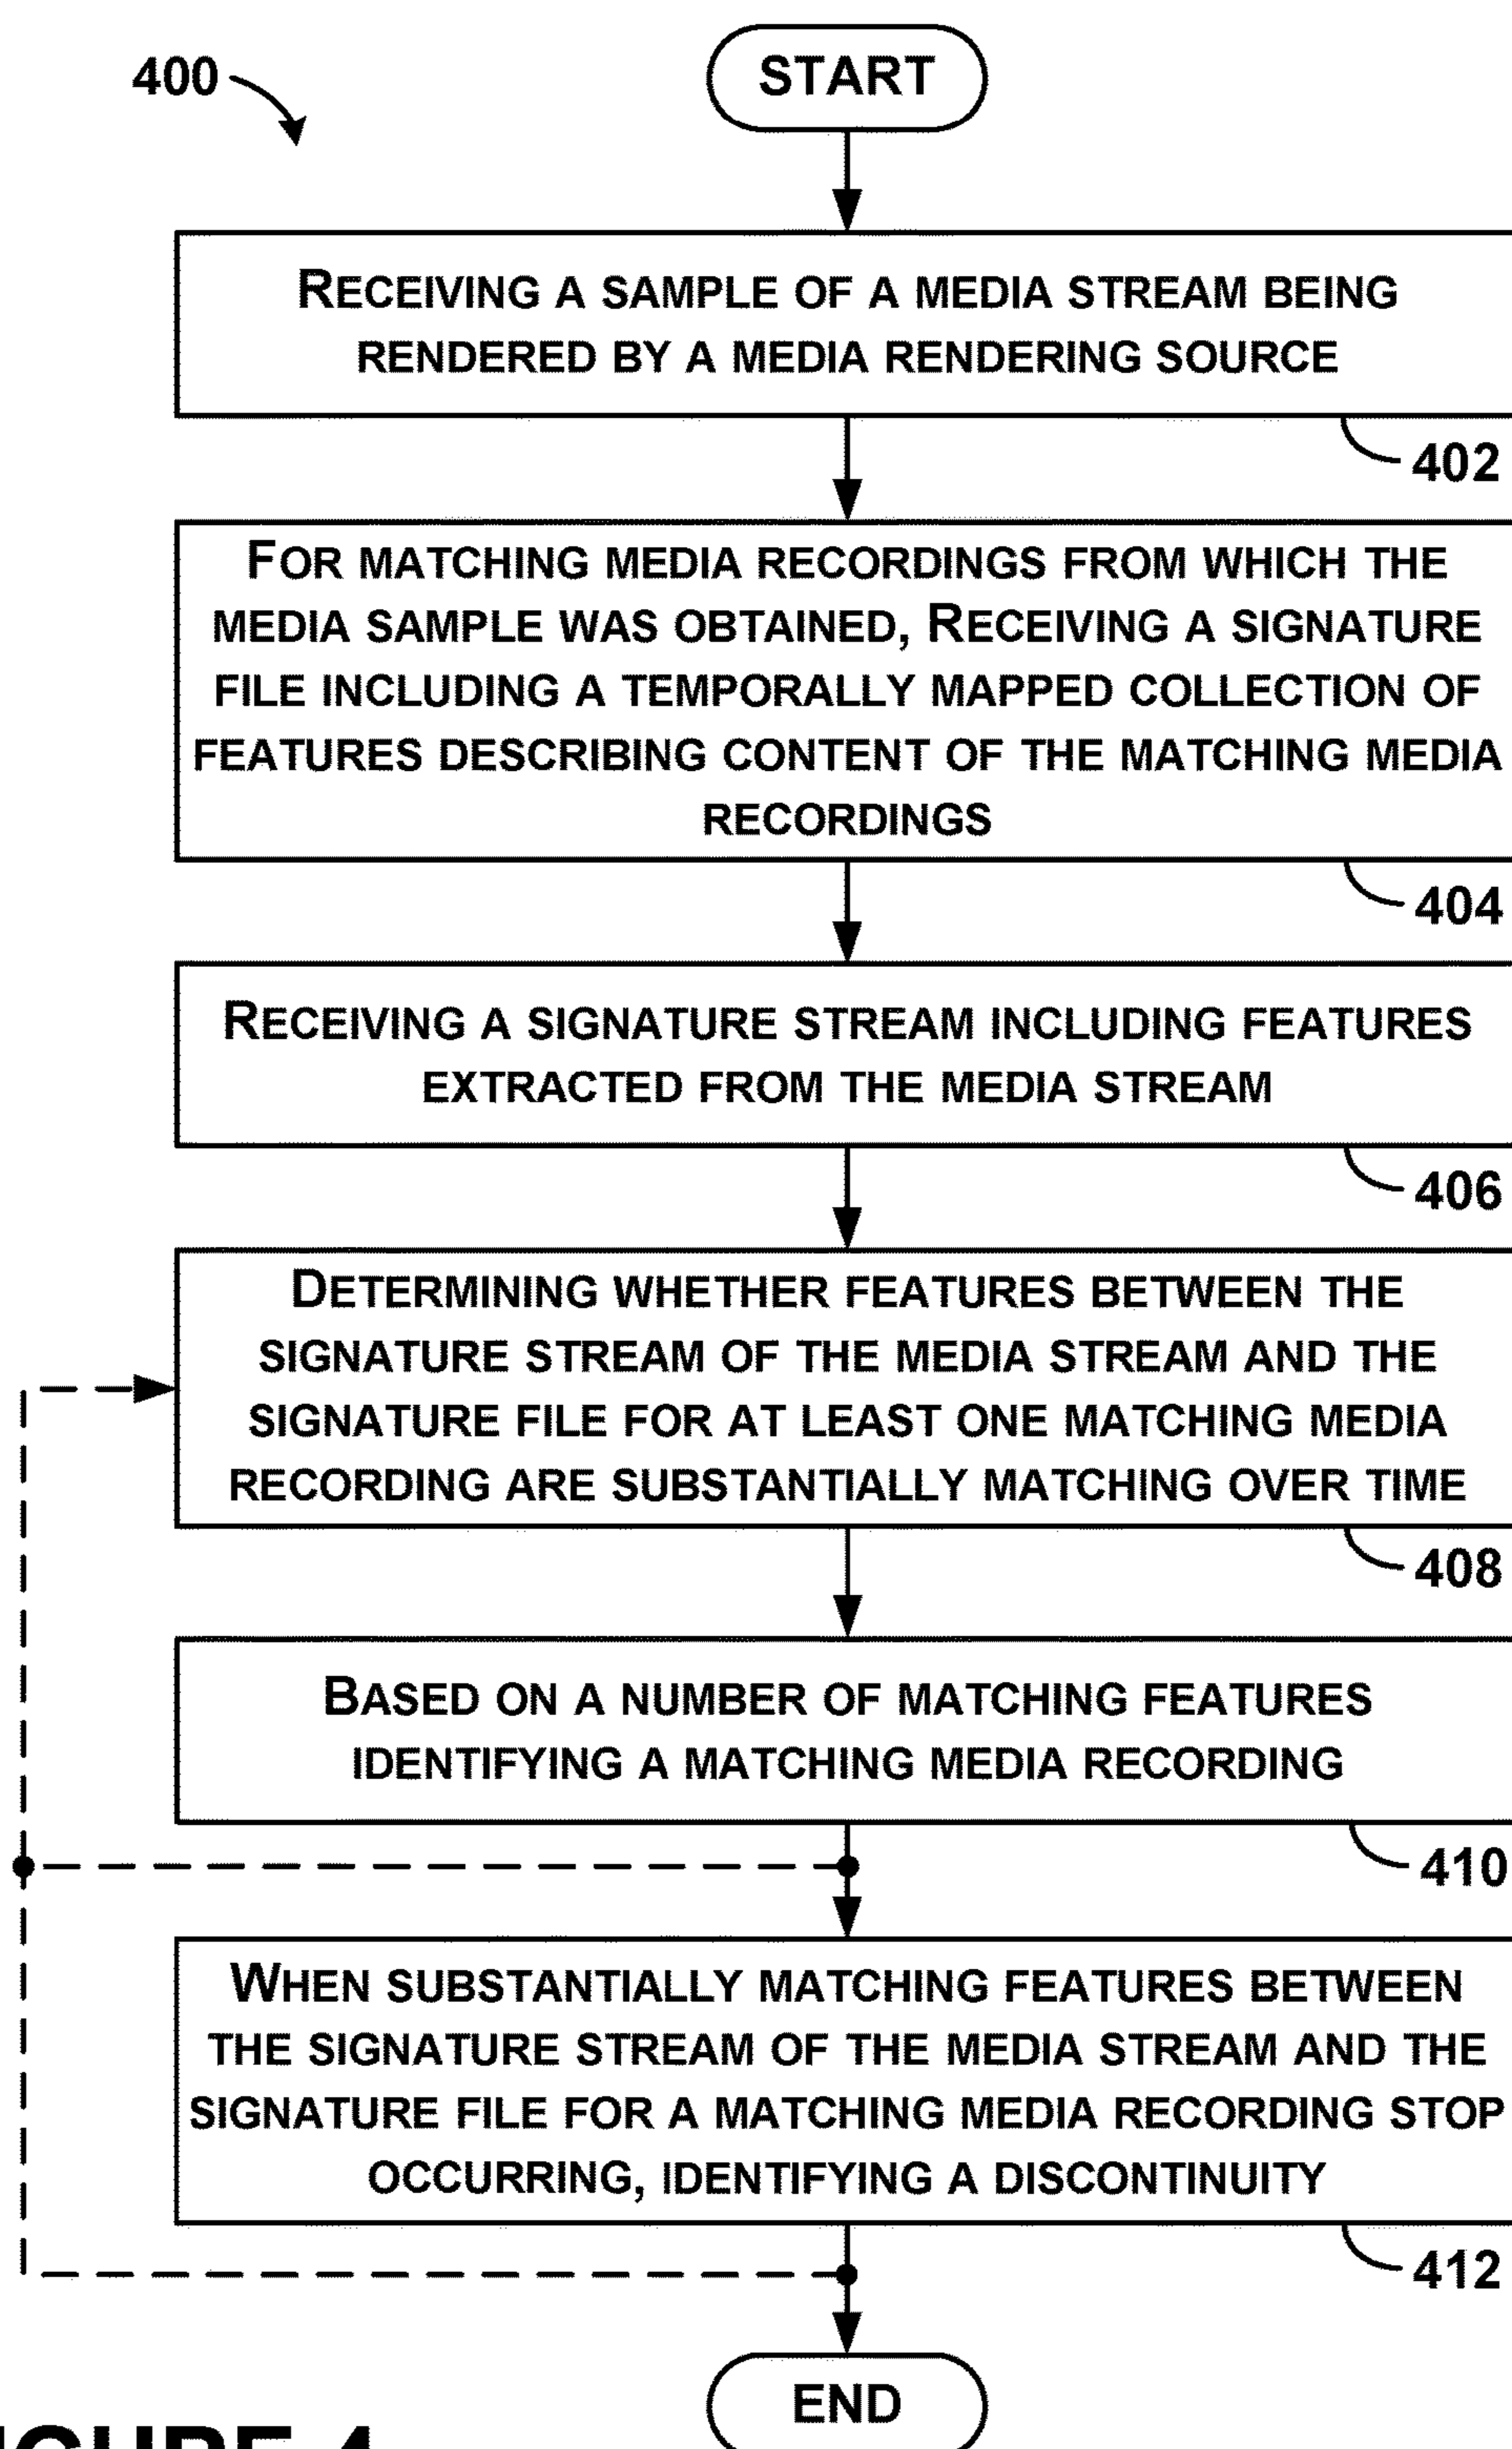 400
START
RECEIVING A SAMPLE OF A MEDIA STREAM BEING
RENDERED BY A MEDIA RENDERING SOURCE
402
FOR MATCHING MEDIA RECORDINGS FROM WHICH THE
MEDIA SAMPLE WAS OBTAINED, RECEIVING A SIGNATURE
FILE INCLUDING A TEMPORALLY MAPPED COLLECTION OF
FEATURES DESCRIBING CONTENT OF THE MATCHING MEDIA
RECORDINGS
404
RECEIVING A SIGNATURE STREAM INCLUDING FEATURES
EXTRACTED FROM THE MEDIA STREAM
406
DETERMINING WHETHER FEATURES BETWEEN THE
SIGNATURE STREAM OF THE MEDIA STREAM AND THE
SIGNATURE FILE FOR AT LEAST ONE MATCHING MEDIA
RECORDING ARE SUBSTANTIALLY MATCHING OVER TIME
408
BASED ON A NUMBER OF MATCHING FEATURES
IDENTIFYING A MATCHING MEDIA RECORDING
410
WHEN SUBSTANTIALLY MATCHING FEATURES BETWEEN
THE SIGNATURE STREAM OF THE MEDIA STREAM AND THE
SIGNATURE FILE FOR A MATCHING MEDIA RECORDING STOP
OCCURRING, IDENTIFYING A DISCONTINUITY
412
END